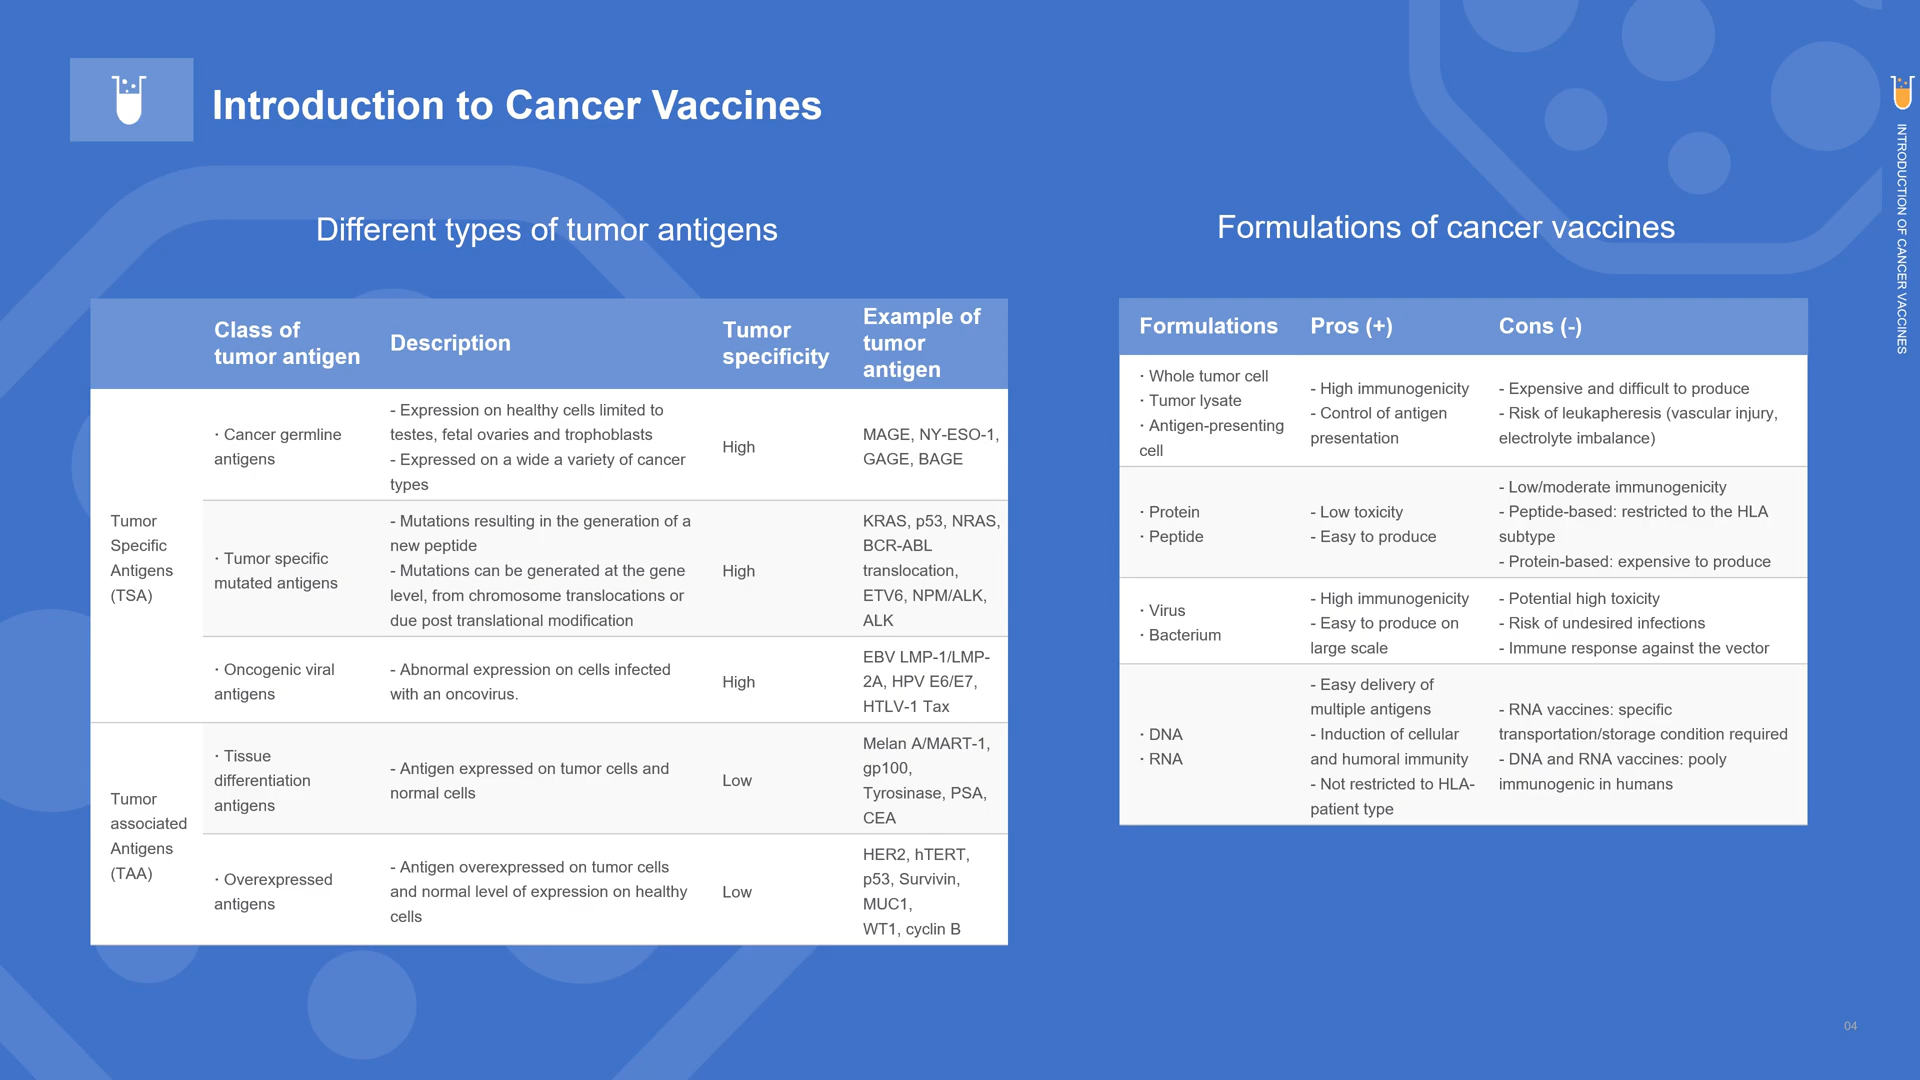 Introduction to Cancer Vaccines
INTRODUCTION OF CANCER VACCINES
Different types of tumor antigens
Class of
tumor antigen
Description
Tumor
specificity
Example of
tumor
antigen
Tumor
Specific
Antigens
(TSA)
· Cancer germline
antigens
- Expression on healthy cells limited to
testes, fetal ovaries and trophoblasts
- Expressed on a wide a variety of cancer
types
High
MAGE, NY-ESO-1,
GAGE, BAGE
· Tumor specific
mutated antigens
- Mutations resulting in the generation of a
new peptide
- Mutations can be generated at the gene
level, from chromosome translocations or
due post translational modification
High
KRAS, p53, NRAS,
BCR-ABL
translocation,
ETV6, NPM/ALK,
ALK
· Oncogenic viral
antigens
- Abnormal expression on cells infected
with an oncovirus.
High
EBV LMP-1/LMP-
2A, HPV E6/E7,
HTLV-1 Tax
Tumor
associated
Antigens
(TAA)
· Tissue
differentiation
antigens
- Antigen expressed on tumor cells and
normal cells
Low
Melan A/MART-1,
gp100,
Tyrosinase, PSA,
CEA
· Overexpressed
antigens
- Antigen overexpressed on tumor cells
and normal level of expression on healthy
cells
Low
HER2, hTERT,
p53, Survivin,
MUC1,
WT1, cyclin B
Formulations of cancer vaccines
Formulations
Pros (+)
Cons (-)
· Whole tumor cell
· Tumor lysate
· Antigen-presenting
cell
- High immunogenicity
- Control of antigen
presentation
- Expensive and difficult to produce
- Risk of leukapheresis (vascular injury,
electrolyte imbalance)
· Protein
· Peptide
- Low toxicity
- Easy to produce
- Low/moderate immunogenicity
- Peptide-based: restricted to the HLA
subtype
- Protein-based: expensive to produce
· Virus
· Bacterium
- High immunogenicity
- Easy to produce on
large scale
- Potential high toxicity
- Risk of undesired infections
- Immune response against the vector
· DNA
· RNA
- Easy delivery of
multiple antigens
- Induction of cellular
and humoral immunity
- Not restricted to HLA-
patient type
- RNA vaccines: specific
transportation/storage condition required
- DNA and RNA vaccines: pooly
immunogenic in humans
04